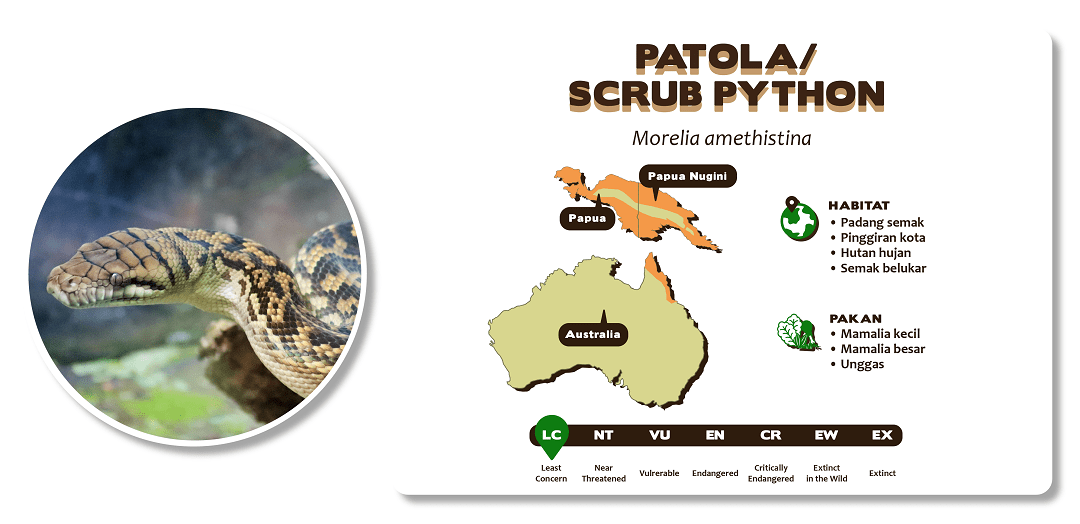 PATOLA/
SCRUB PYTHON
Morelia amethistina
Papua Nugini
Papua
Australia
HABITAT
• Padang semak
• Pinggiran kota
• Hutan hujan
• Semak belukar
PAKAN
• Mamalia kecil
• Mamalia besar
• Unggas
LC NT VU EN CR EW EX
Least Concern
Near Threatened
Vulrerable
Endangered
Critically Endangered
Extinct in the Wild
Extinct